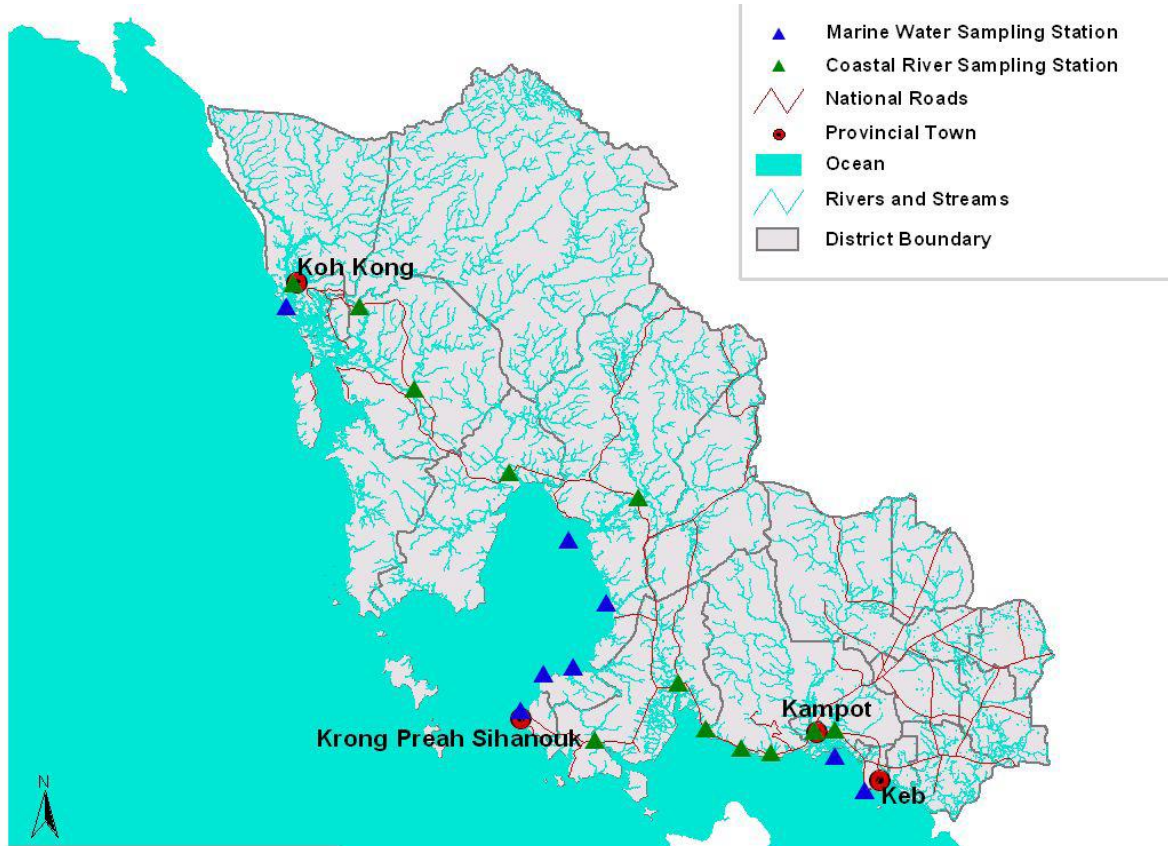 Marine Water Sampling Station
Coastal River Sampling Station
National Roads
Provincial Town
Ocean
Rivers and Streams
District Boundary
Koh Kong
Kampot
Krong Preah Sihanouk
Keb
N